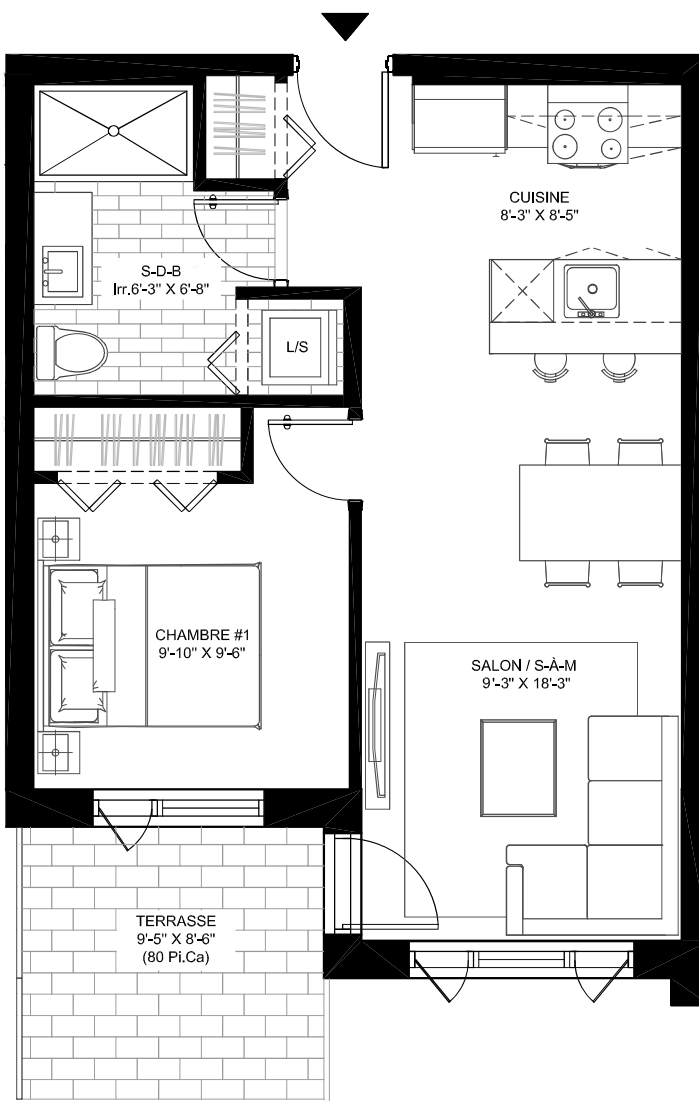 CUISINE
8'-3" X 8'-5"
S-D-B
Irr.6'-3" X 6'-8"
L/S
CHAMBRE #1
9'-10" X 9'-6"
SALON / S-À-M
9'-3" X 18'-3"
TERRASSE
9'-5" X 8'-6"
(80 Pi.Ca)